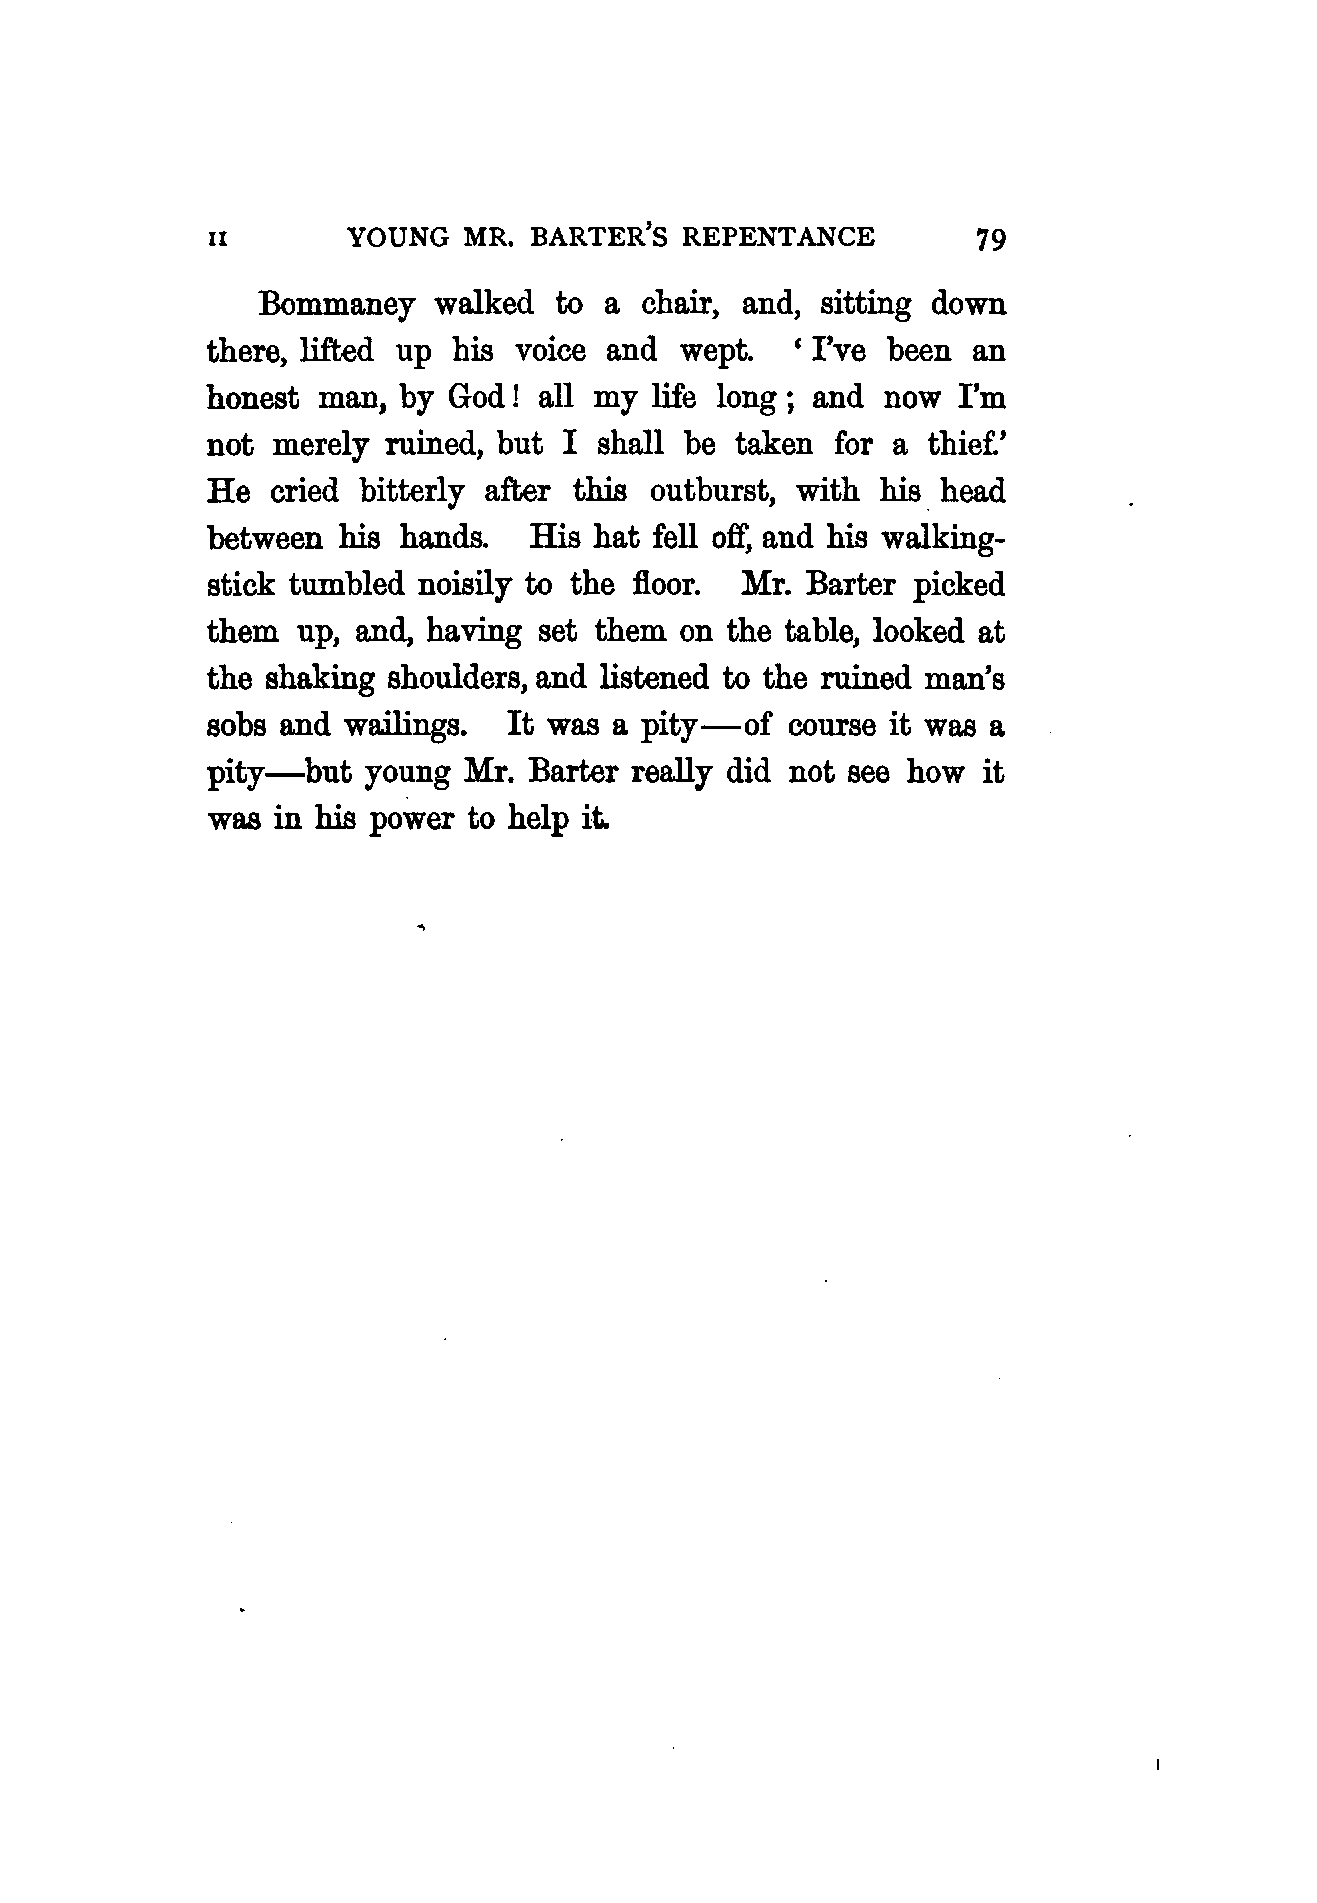 II YOUNG MR. BARTER'S REPENTANCE 79
Bommaney walked to a chair, and, sitting down
there, lifted up his voice and wept. ‘I've been an
honest man, by God! all my life long; and now I'm
not merely ruined, but I shall be taken for a thief.’
He cried bitterly after this outburst, with his head
between his hands. His hat fell off, and his walking-
stick tumbled noisily to the floor. Mr. Barter picked
them up, and, having set them on the table, looked at
the shaking shoulders, and listened to the ruined man's
sobs and wailings. It was a pity—of course it was a
pity—but young Mr. Barter really did not see how it
was in his power to help it.